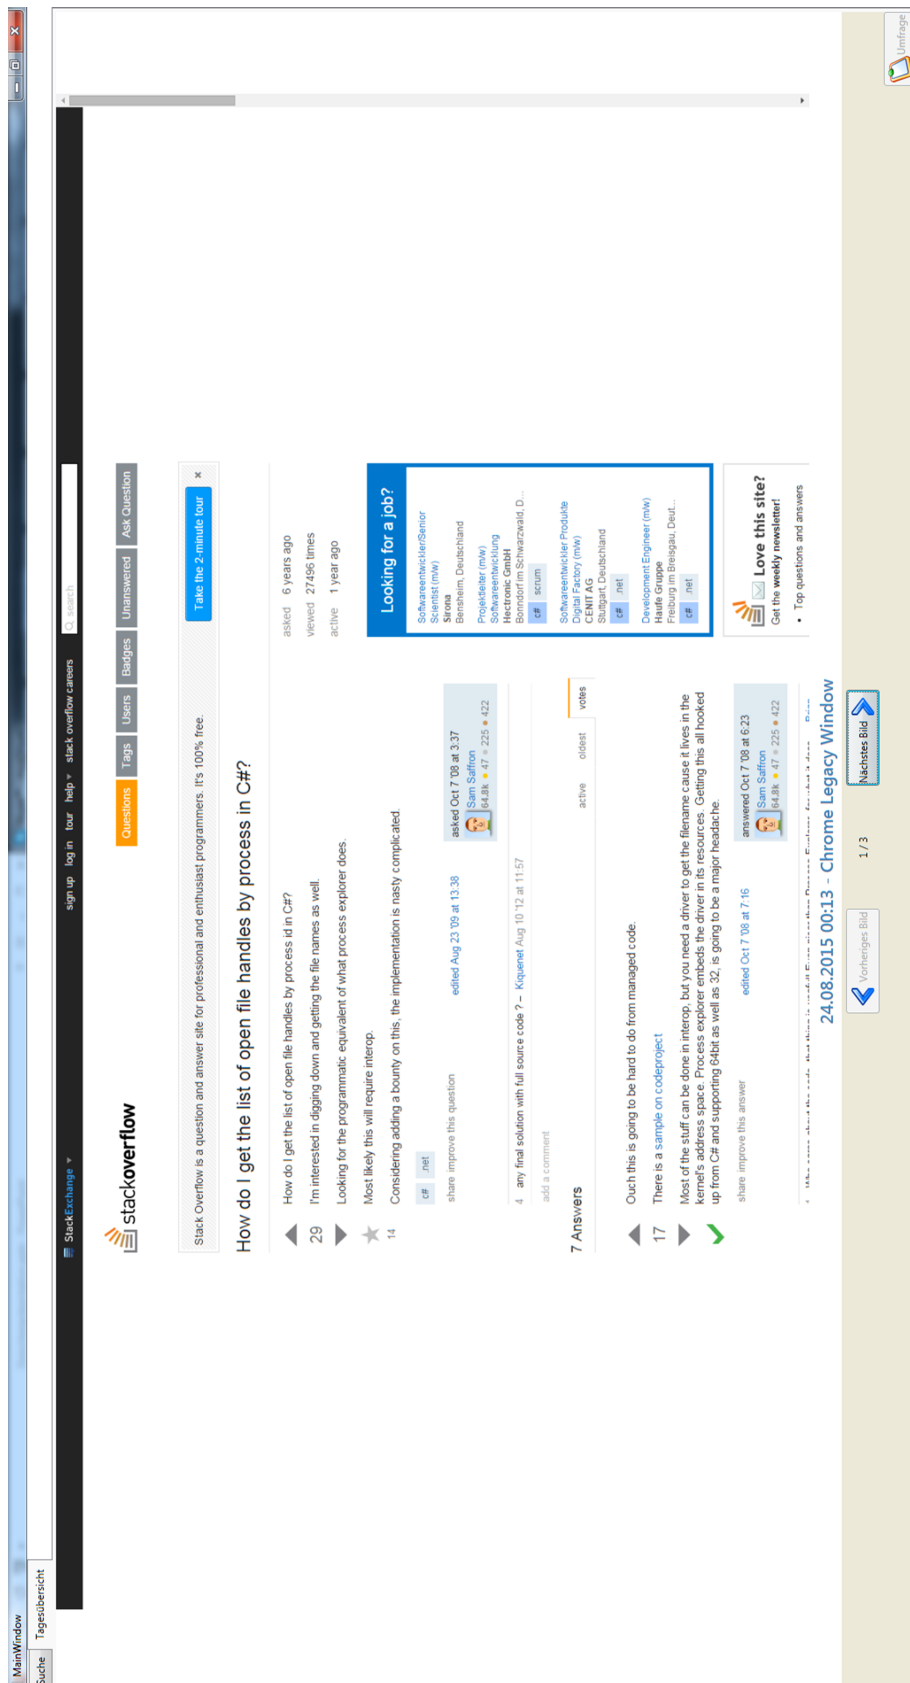 MainWindow
Suche Tagesübersicht
StackExchange sign up log in tour help stack overflow careers search
stackoverflow
Questions Tags Users Badges Unanswered Ask Question
Stack Overflow is a question and answer site for professional and enthusiast programmers. It's 100% free. Take the 2-minute tour ×
How do I get the list of open file handles by process in C#?
29
How do I get the list of open file handles by process id in C#?
I'm interested in digging down and getting the file names as well.
Looking for the programmatic equivalent of what process explorer does.
Most likely this will require interop.
14
Considering adding a bounty on this, the implementation is nasty complicated.
c# .net
share improve this question
edited Aug 23 '09 at 13:38
asked Oct 7 '08 at 3:37
Sam Saffron
64.8k 47 225 422
4 any final solution with full source code ? – Kiquenet Aug 10 '12 at 11:57
add a comment
7 Answers
active oldest votes
17
Ouch this is going to be hard to do from managed code.
There is a sample on codeproject
Most of the stuff can be done in interop, but you need a driver to get the filename cause it lives in the
kernel's address space. Process explorer embeds the driver in its resources. Getting this all hooked
up from C# and supporting 64bit as well as 32, is going to be a major headache.
share improve this answer
edited Oct 7 '08 at 7:16
answered Oct 7 '08 at 6:23
Sam Saffron
64.8k 47 225 422
asked 6 years ago
viewed 27496 times
active 1 year ago
Looking for a job?
Softwareentwickler/Senior
Scientist (m/w)
Sirona
Bensheim, Deutschland
Projektleiter (m/w)
Softwareentwicklung
Hectronic GmbH
Bonndorf im Schwarzwald, D...
c# scrum
Softwareentwickler Produkte
Digital Factory (m/w)
CENIT AG
Stuttgart, Deutschland
c# .net
Development Engineer (m/w)
Haufe Gruppe
Freiburg im Breisgau, Deut...
c# .net
Love this site?
Get the weekly newsletter!
• Top questions and answers
24.08.2015 00:13 - Chrome Legacy Window
Vorheriges Bild 1 / 3 Nächstes Bild
Umfrage